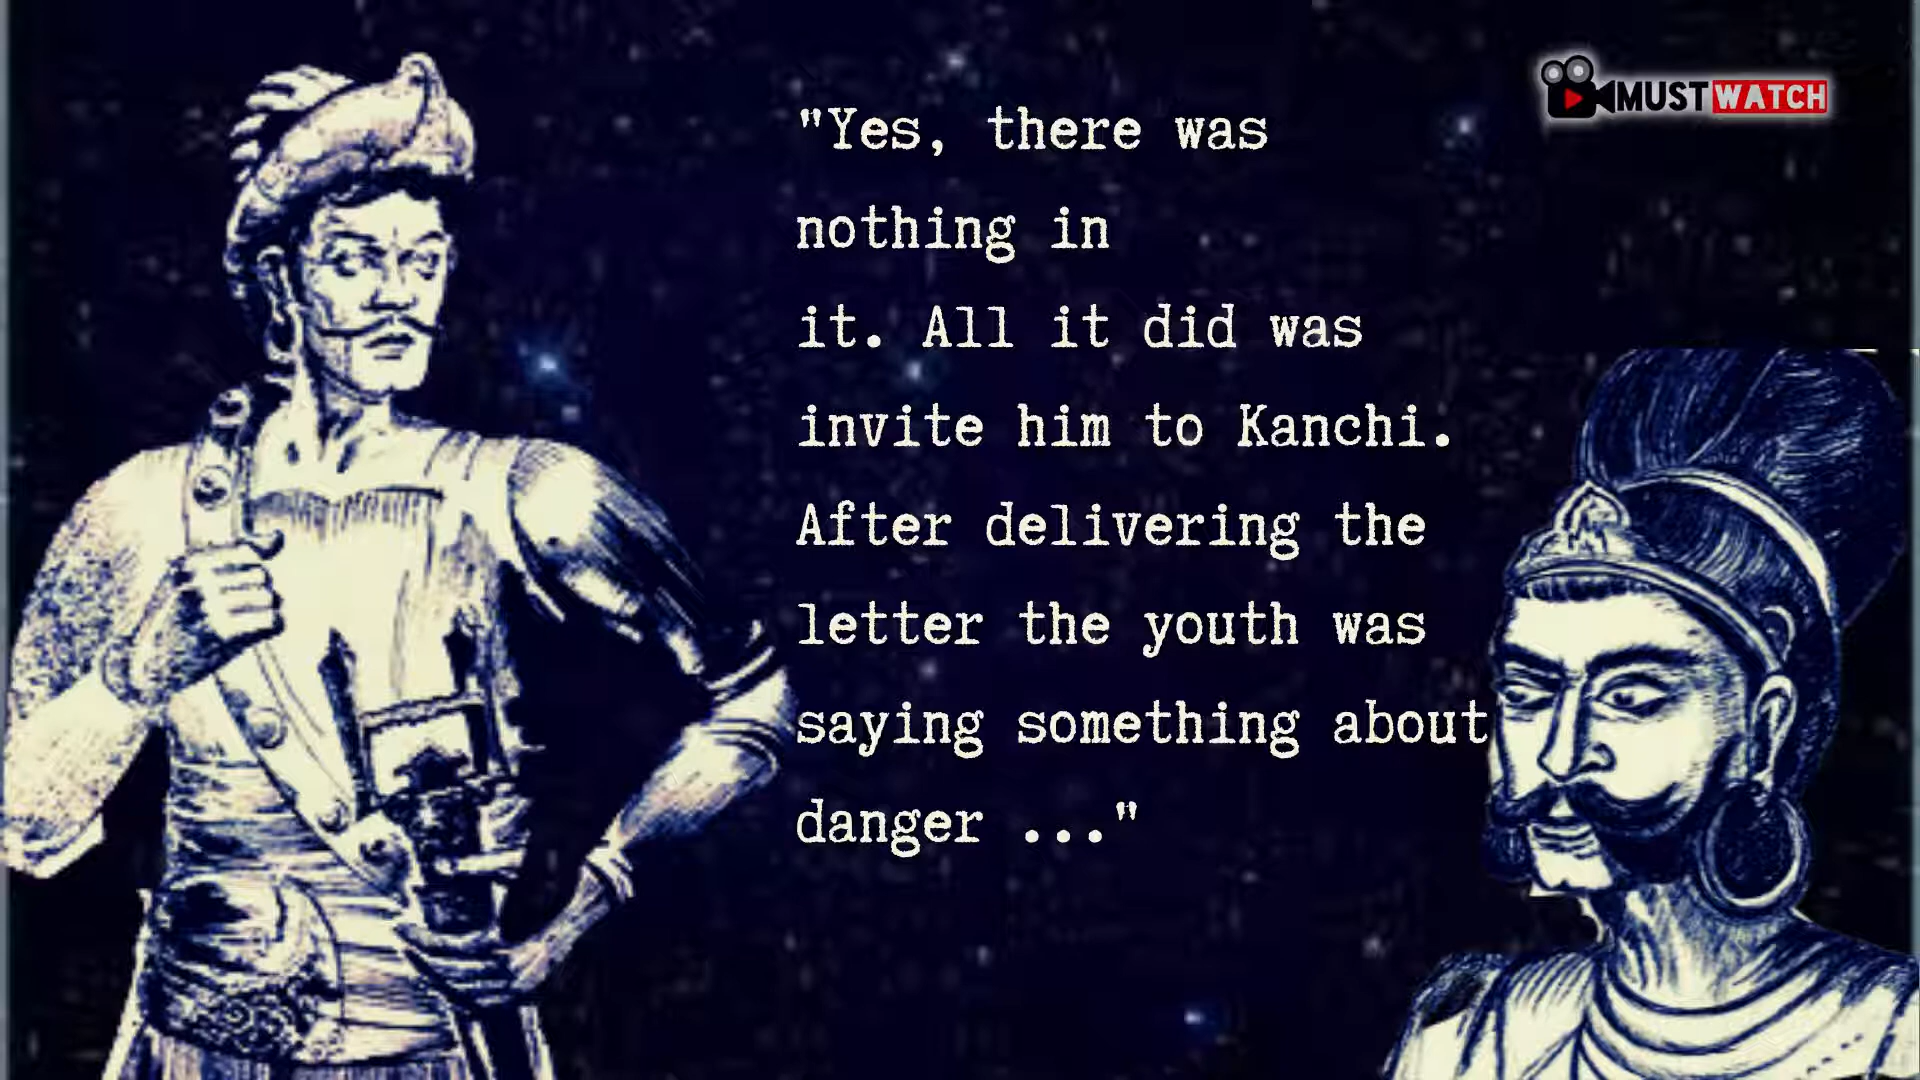 MUST WATCH
"Yes, there was
nothing in
it. All it did was
invite him to Kanchi.
After delivering the
letter the youth was
saying something about
danger ..."